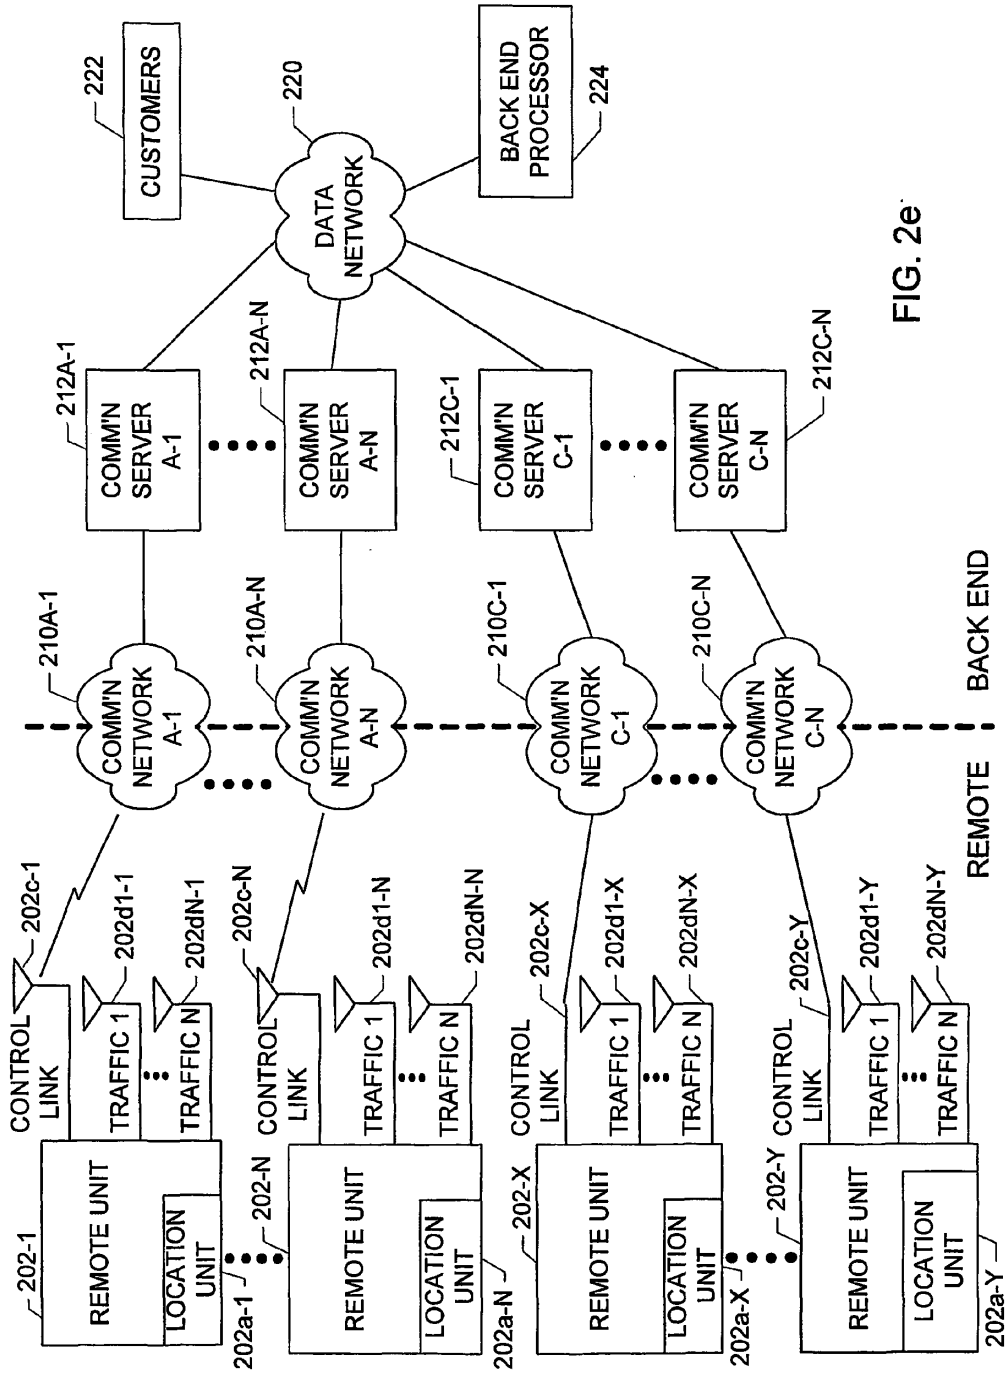 202-1
REMOTE UNIT
LOCATION
UNIT
202a-1
CONTROL
LINK
202c-1
TRAFFIC 1
202d1-1
TRAFFIC N
202dN-1
202-N
REMOTE UNIT
LOCATION
UNIT
202a-N
CONTROL
LINK
202c-N
TRAFFIC 1
202d1-N
TRAFFIC N
202dN-N
202-X
REMOTE UNIT
LOCATION
UNIT
202a-X
CONTROL
LINK
202c-X
TRAFFIC 1
202d1-X
TRAFFIC N
202dN-X
202-Y
REMOTE UNIT
LOCATION
UNIT
202a-Y
CONTROL
LINK
202c-Y
TRAFFIC 1
202d1-Y
TRAFFIC N
202dN-Y
210A-1
COMM'N
NETWORK
A-1
210A-N
COMM'N
NETWORK
A-N
210C-1
COMM'N
NETWORK
C-1
210C-N
COMM'N
NETWORK
C-N
REMOTE
BACK END
212A-1
COMM'N
SERVER
A-1
212A-N
COMM'N
SERVER
A-N
212C-1
COMM'N
SERVER
C-1
212C-N
COMM'N
SERVER
C-N
220
DATA
NETWORK
222
CUSTOMERS
BACK END
PROCESSOR
224
FIG. 2e